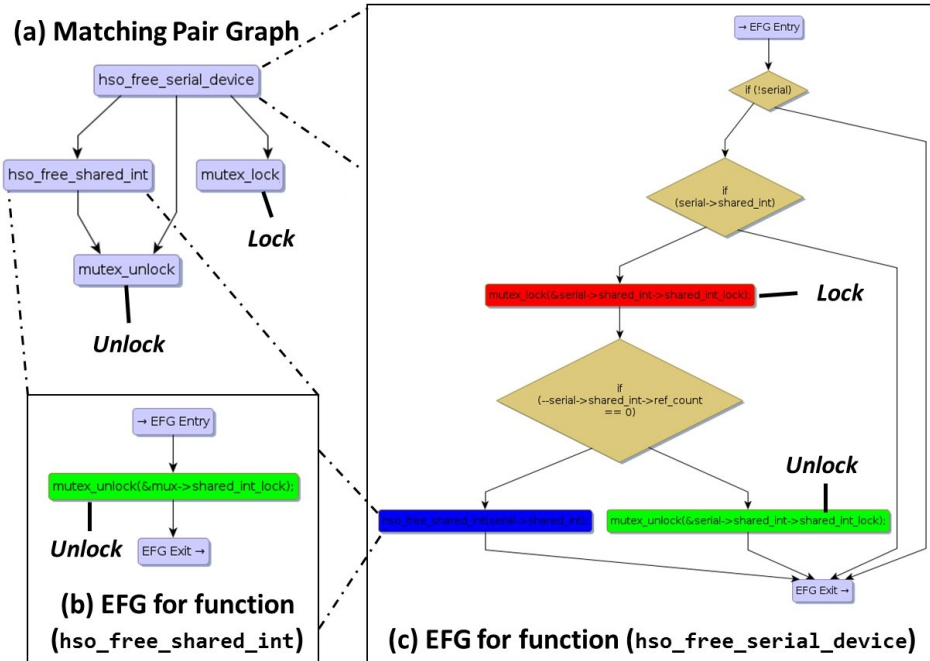 (a) Matching Pair Graph
hso_free_serial_device
hso_free_shared_int
mutex_lock
Lock
mutex_unlock
Unlock
→ EFG Entry
mutex_unlock(&mux->shared_int_lock);
Unlock
EFG Exit →
(b) EFG for function
(hso_free_shared_int)
→ EFG Entry
if (!serial)
if
(serial->shared_int)
mutex_lock(&serial->shared_int->shared_int_lock);
Lock
if
(--serial->shared_int->ref_count
== 0)
Unlock
hso_free_shared_int(serial->shared_int);
mutex_unlock(&serial->shared_int->shared_int_lock);
EFG Exit →
(c) EFG for function (hso_free_serial_device)